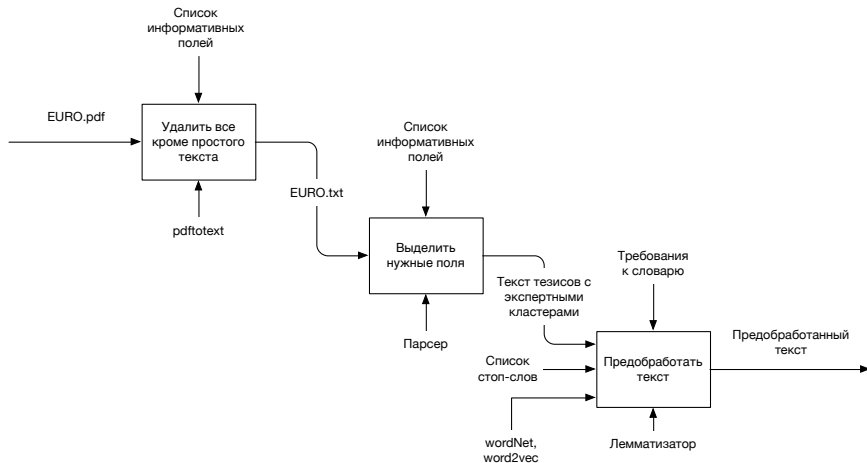 Список
информативных
полей
EURO.pdf
Удалить все
кроме простого
текста
pdftotext
EURO.txt
Список
информативных
полей
Выделить
нужные поля
Парсер
Текст тезисов с
экспертными
кластерами
Требования
к словарю
Список
стоп-слов
wordNet,
word2vec
Предобработать
текст
Лемматизатор
Предобработанный
текст